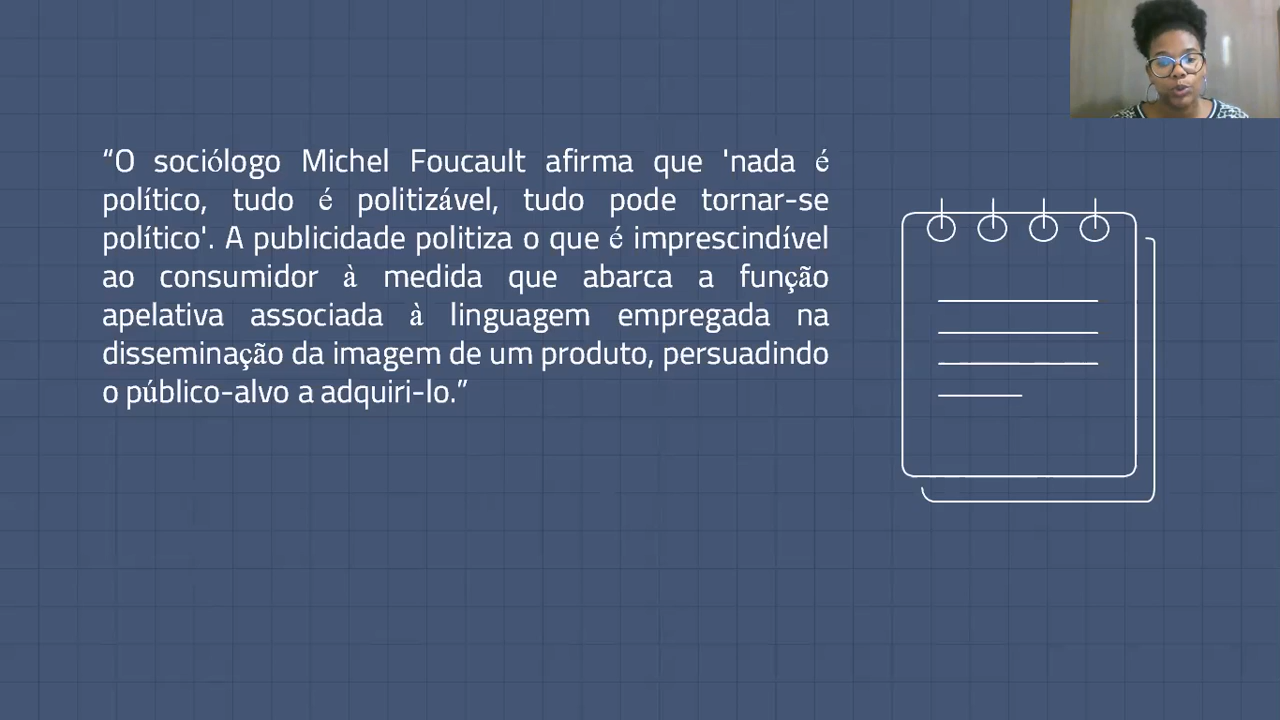 “O sociólogo Michel Foucault afirma que 'nada é
político, tudo é politizável, tudo pode tornar-se
político'. A publicidade politiza o que é imprescindível
ao consumidor à medida que abarca a função
apelativa associada à linguagem empregada na
disseminação da imagem de um produto, persuadindo
o público-alvo a adquiri-lo.”